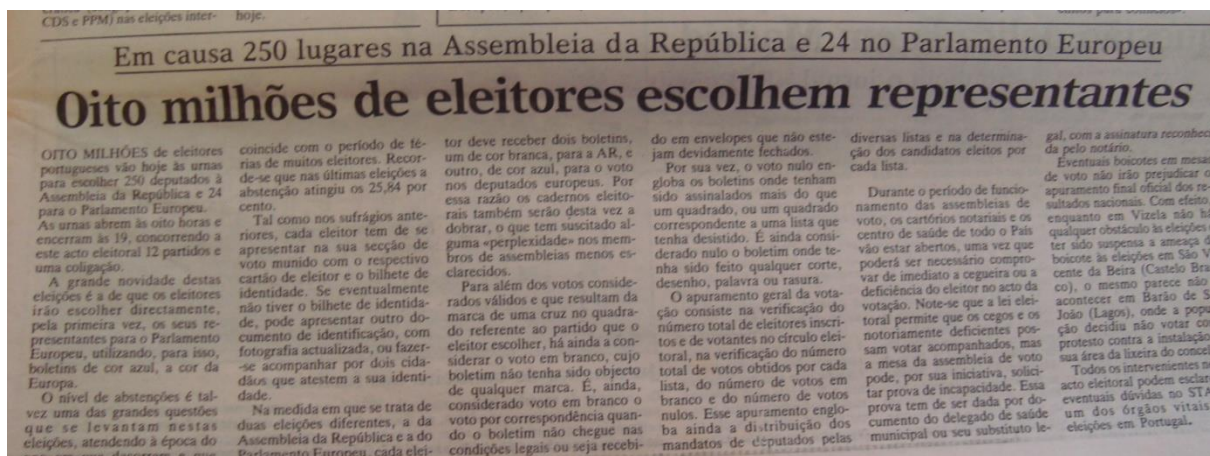 CDS e PPM) nas eleições inter-
hoje.
Em causa 250 lugares na Assembleia da República e 24 no Parlamento Europeu
Oito milhões de eleitores escolhem representantes
OITO MILHÕES de eleitores
portugueses vão hoje às urnas
para escolher 250 deputados à
Assembleia da República e 24
para o Parlamento Europeu.
As urnas abrem às oito horas e
encerram às 19, concorrendo a
este acto eleitoral 12 partidos e
uma coligação.
A grande novidade destas
eleições é a de que os eleitores
irão escolher directamente,
pela primeira vez, os seus re-
presentantes para o Parlamento
Europeu, utilizando, para isso,
boletins de cor azul, a cor da
Europa.
O nível de abstenções é tal-
vez uma das grandes questões
que se levantam nestas
eleições, atendendo à época do
coincide com o período de fé-
rias de muitos eleitores. Recor-
de-se que nas últimas eleições a
abstenção atingiu os 25,84 por
cento.
Tal como nos sufrágios ante-
riores, cada eleitor tem de se
apresentar na sua secção de
voto munido com o respectivo
cartão de eleitor e o bilhete de
identidade. Se eventualmente
não tiver o bilhete de identida-
de, pode apresentar outro do-
cumento de identificação, com
fotografia actualizada, ou fazer-
-se acompanhar por dois cida-
dãos que atestem a sua identi-
dade.
Na medida em que se trata de
duas eleições diferentes, a da
Assembleia da República e a do
Parlamento Europeu, cada elei-
tor deve receber dois boletins,
um de cor branca, para a AR, e
outro, de cor azul, para o voto
nos deputados europeus. Por
essa razão os cadernos eleito-
rais também serão desta vez a
dobrar, o que tem suscitado al-
guma «perplexidade» nos mem-
bros de assembleias menos es-
clarecidos.
Para além dos votos conside-
rados válidos e que resultam da
marca de uma cruz no quadra-
do referente ao partido que o
eleitor escolher, há ainda a con-
siderar o voto em branco, cujo
boletim não tenha sido objecto
de qualquer marca. É, ainda,
considerado voto em branco o
voto por correspondência quan-
do o boletim não chegue nas
condições legais ou seja recebi-
do em envelopes que não este-
jam devidamente fechados.
Por sua vez, o voto nulo en-
globa os boletins onde tenham
sido assinalados mais do que
um quadrado, ou um quadrado
correspondente a uma lista que
tenha desistido. É ainda consi-
derado nulo o boletim onde te-
nha sido feito qualquer corte,
desenho, palavra ou rasura.
O apuramento geral da vota-
ção consiste na verificação do
número total de eleitores inscri-
tos e de votantes no círculo elei-
toral, na verificação do número
total de votos obtidos por cada
lista, do número de votos em
branco e do número de votos
nulos. Esse apuramento englo-
ba ainda a distribuição dos
mandatos de deputados pelas
diversas listas e na determina-
ção dos candidatos eleitos por
cada lista.
Durante o período de funcio-
namento das assembleias de
voto, os cartórios notariais e os
centro de saúde de todo o País
vão estar abertos, uma vez que
poderá ser necessário compro-
var de imediato a cegueira ou a
deficiência do eleitor no acto da
votação. Note-se que a lei elei-
toral permite que os cegos e os
notoriamente deficientes pos-
sam votar acompanhados, mas
a mesa da assembleia de voto
pode, por sua iniciativa, solici-
tar prova de incapacidade. Essa
prova tem de ser dada por do-
cumento do delegado de saúde
municipal ou seu substituto le-
gal, com a assinatura reconheci-
da pelo notário.
Eventuais boicotes em mesas
de voto não irão prejudicar o
apuramento final oficial dos re-
sultados nacionais. Com efeito,
enquanto em Vizela não há
qualquer obstáculo às eleições
ter sido suspensa a ameaça d
boicote às eleições em São V
cente da Beira (Castelo Bra
co), o mesmo parece não
acontecer em Barão de S
João (Lagos), onde a popu
ção decidiu não votar co
protesto contra a instalação
sua área da lixeira do concel
Todos os intervenientes n
acto eleitoral podem esclar
eventuais dúvidas no STA
um dos órgãos vitais
eleições em Portugal.